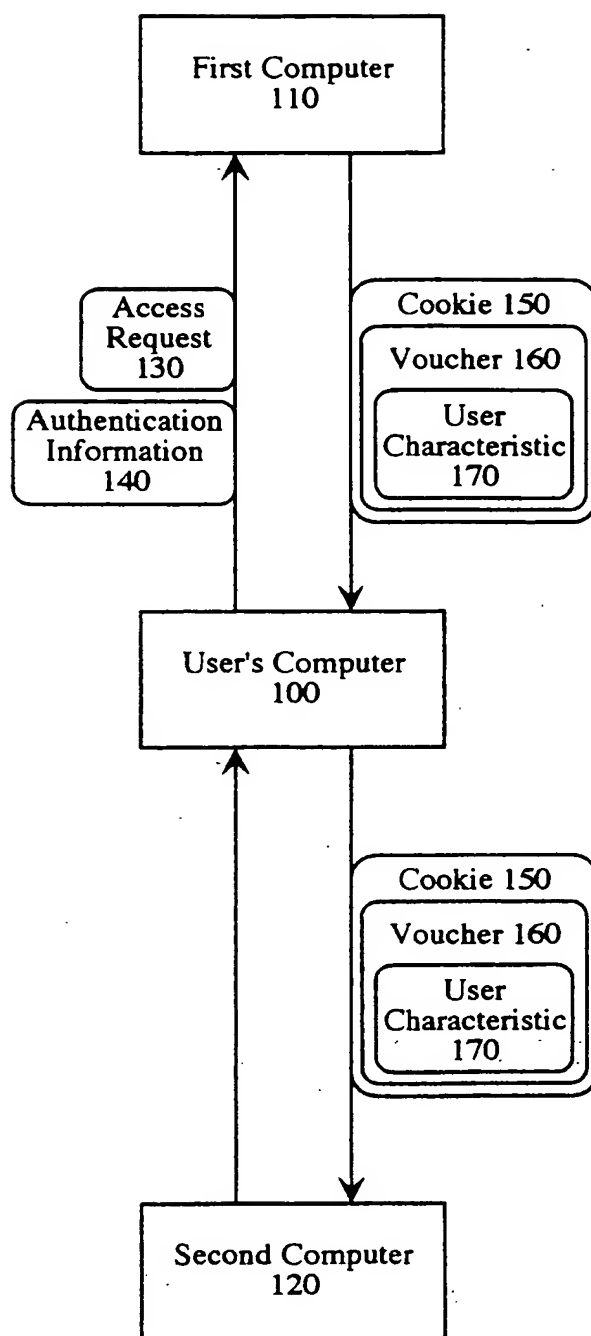 First Computer
110
Access
Request
130
Authentication
Information
140
Cookie 150
Voucher 160
User
Characteristic
170
User's Computer
100
Cookie 150
Voucher 160
User
Characteristic
170
Second Computer
120